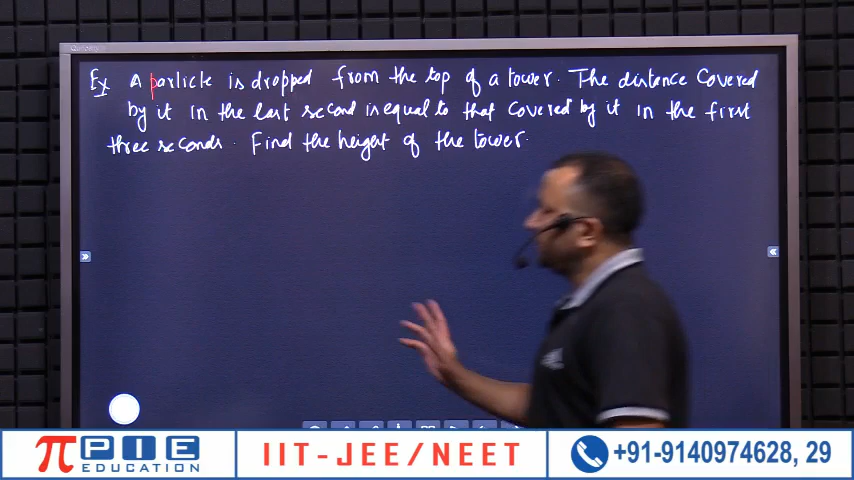 Ex A particle is dropped from the top of a tower. The distance covered
by it in the last second is equal to that covered by it in the first
three seconds. Find the height of the tower.
π PIE EDUCATION
IIT-JEE/NEET
+91-9140974628, 29